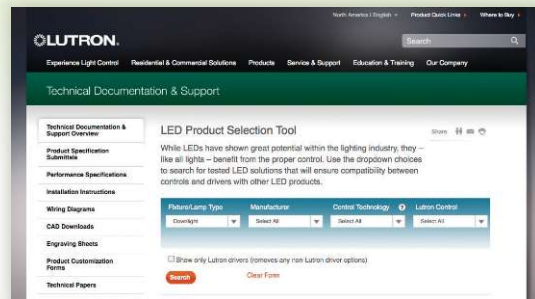 North America | English
Product Quick Links
Where to Buy
LUTRON.
Search
Experience Light Control
Residential & Commercial Solutions
Products
Service & Support
Education & Training
Our Company
Technical Documentation & Support
Technical Documentation &
Support Overview
Product Specification
Submittals
Performance Specifications
Installation Instructions
Wiring Diagrams
CAD Downloads
Engraving Sheets
Product Customization
Forms
Technical Papers
LED Product Selection Tool
Share
While LEDs have shown great potential within the lighting industry, they –
like all lights – benefit from the proper control. Use the dropdown choices
to search for tested LED solutions that will ensure compatibility between
controls and drivers with other LED products.
Fixture/Lamp Type
Manufacturer
Control Technology ?
Lutron Control
Downlight
Select All
Select All
Select All
Show only Lutron drivers (removes any non-Lutron driver options)
Search
Clear Form